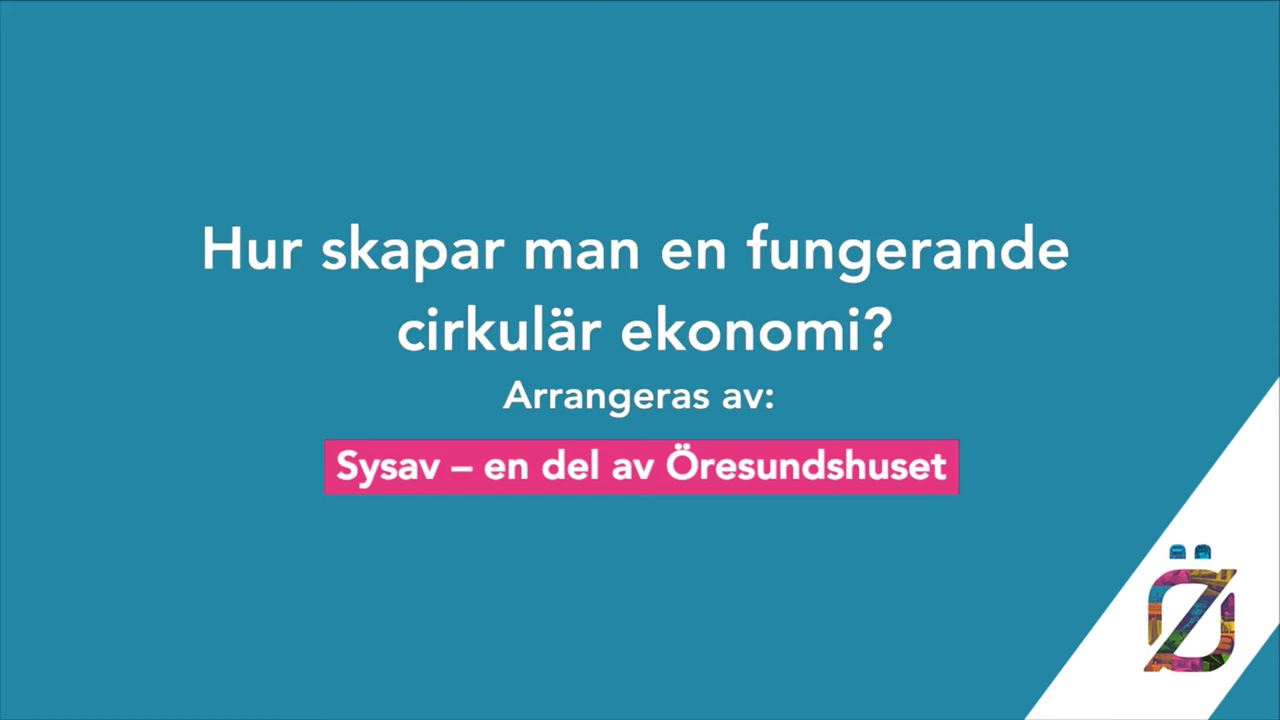 Hur skapar man en fungerande
cirkulär ekonomi?
Arrangeras av:
Sysav – en del av Öresundshuset